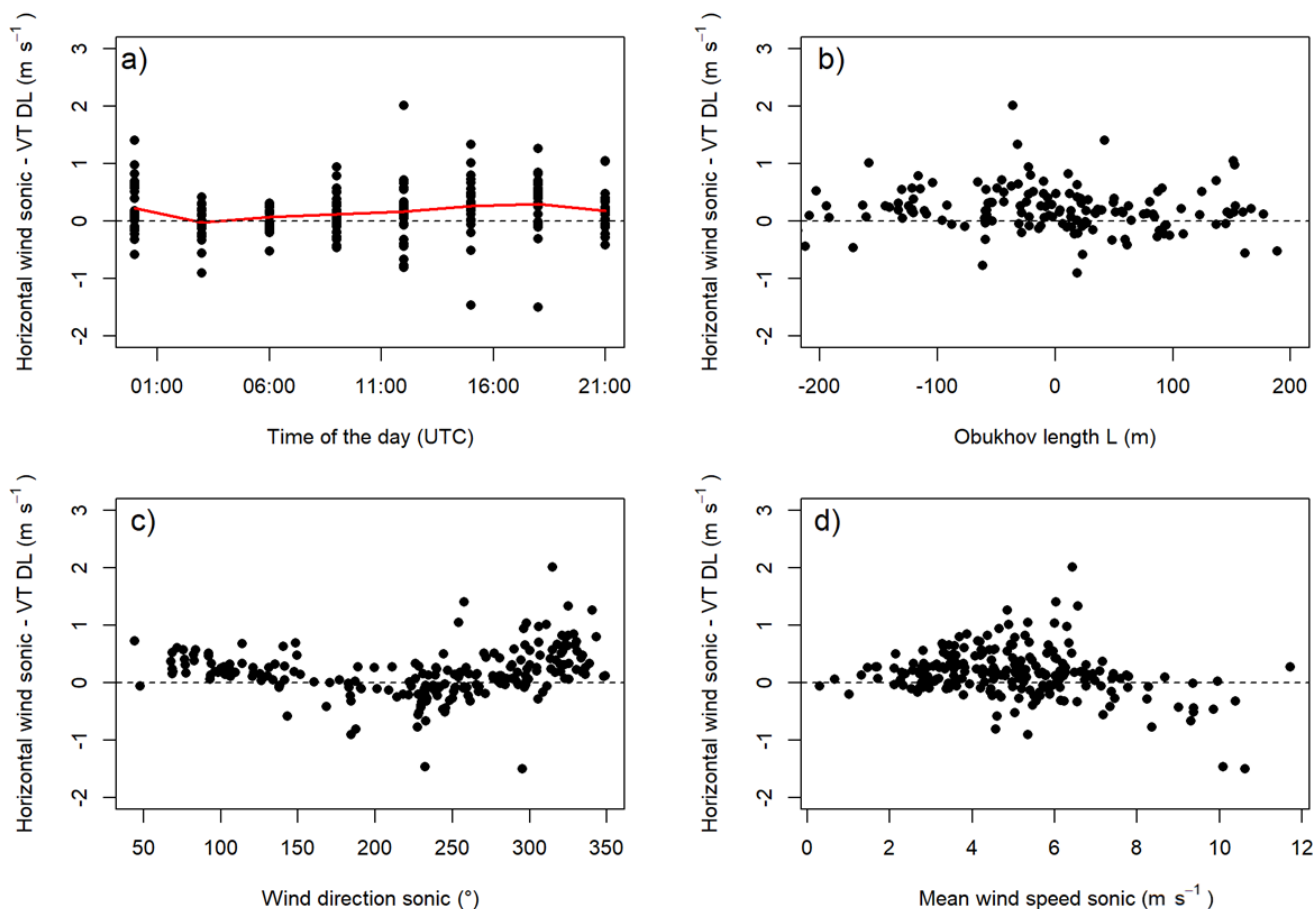 a)
Horizontal wind sonic - VT DL (m s⁻¹)
3
2
1
0
-1
-2
01:00 06:00 11:00 16:00 21:00
Time of the day (UTC)
b)
Horizontal wind sonic - VT DL (m s⁻¹)
3
2
1
0
-1
-2
-200 -100 0 100 200
Obukhov length L (m)
c)
Horizontal wind sonic - VT DL (m s⁻¹)
3
2
1
0
-1
-2
50 100 150 200 250 300 350
Wind direction sonic (°)
d)
Horizontal wind sonic - VT DL (m s⁻¹)
3
2
1
0
-1
-2
0 2 4 6 8 10 12
Mean wind speed sonic (m s⁻¹)